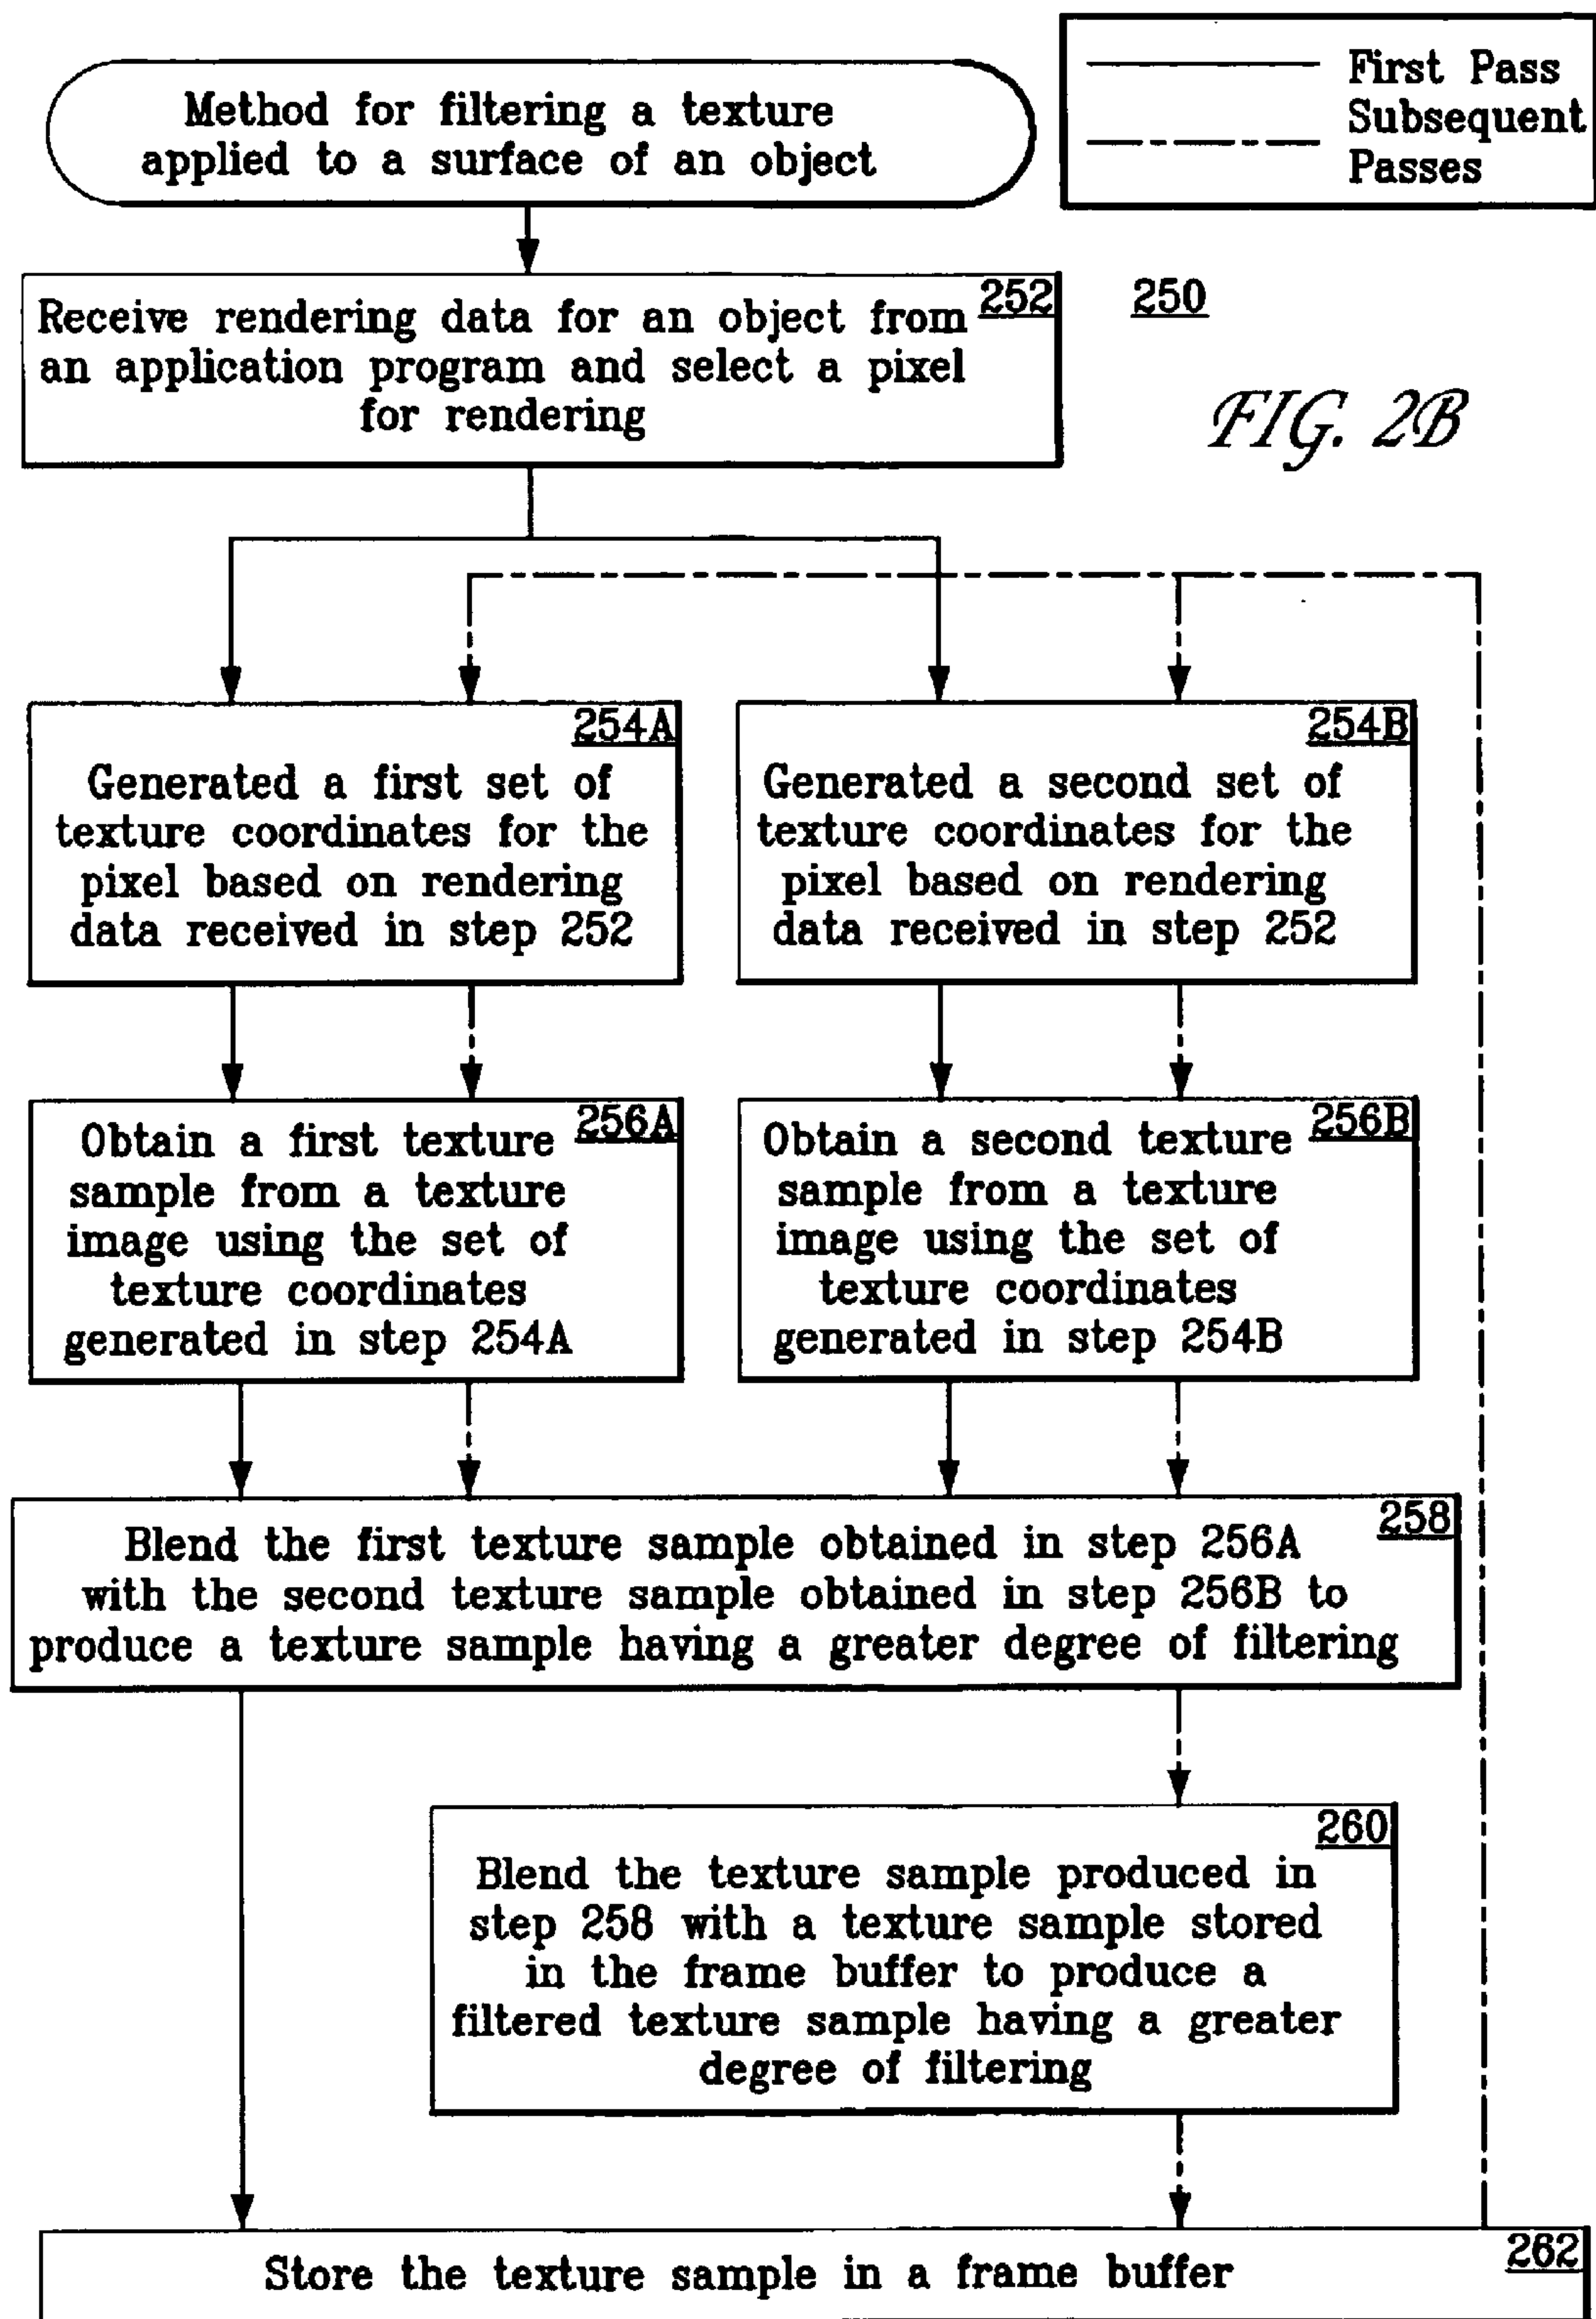 First Pass
Subsequent
Passes
Method for filtering a texture
applied to a surface of an object
252
Receive rendering data for an object from
an application program and select a pixel
for rendering
250
FIG. 2B
254A
Generated a first set of
texture coordinates for the
pixel based on rendering
data received in step 252
254B
Generated a second set of
texture coordinates for the
pixel based on rendering
data received in step 252
256A
Obtain a first texture
sample from a texture
image using the set of
texture coordinates
generated in step 254A
256B
Obtain a second texture
sample from a texture
image using the set of
texture coordinates
generated in step 254B
258
Blend the first texture sample obtained in step 256A
with the second texture sample obtained in step 256B to
produce a texture sample having a greater degree of filtering
260
Blend the texture sample produced in
step 258 with a texture sample stored
in the frame buffer to produce a
filtered texture sample having a greater
degree of filtering
262
Store the texture sample in a frame buffer